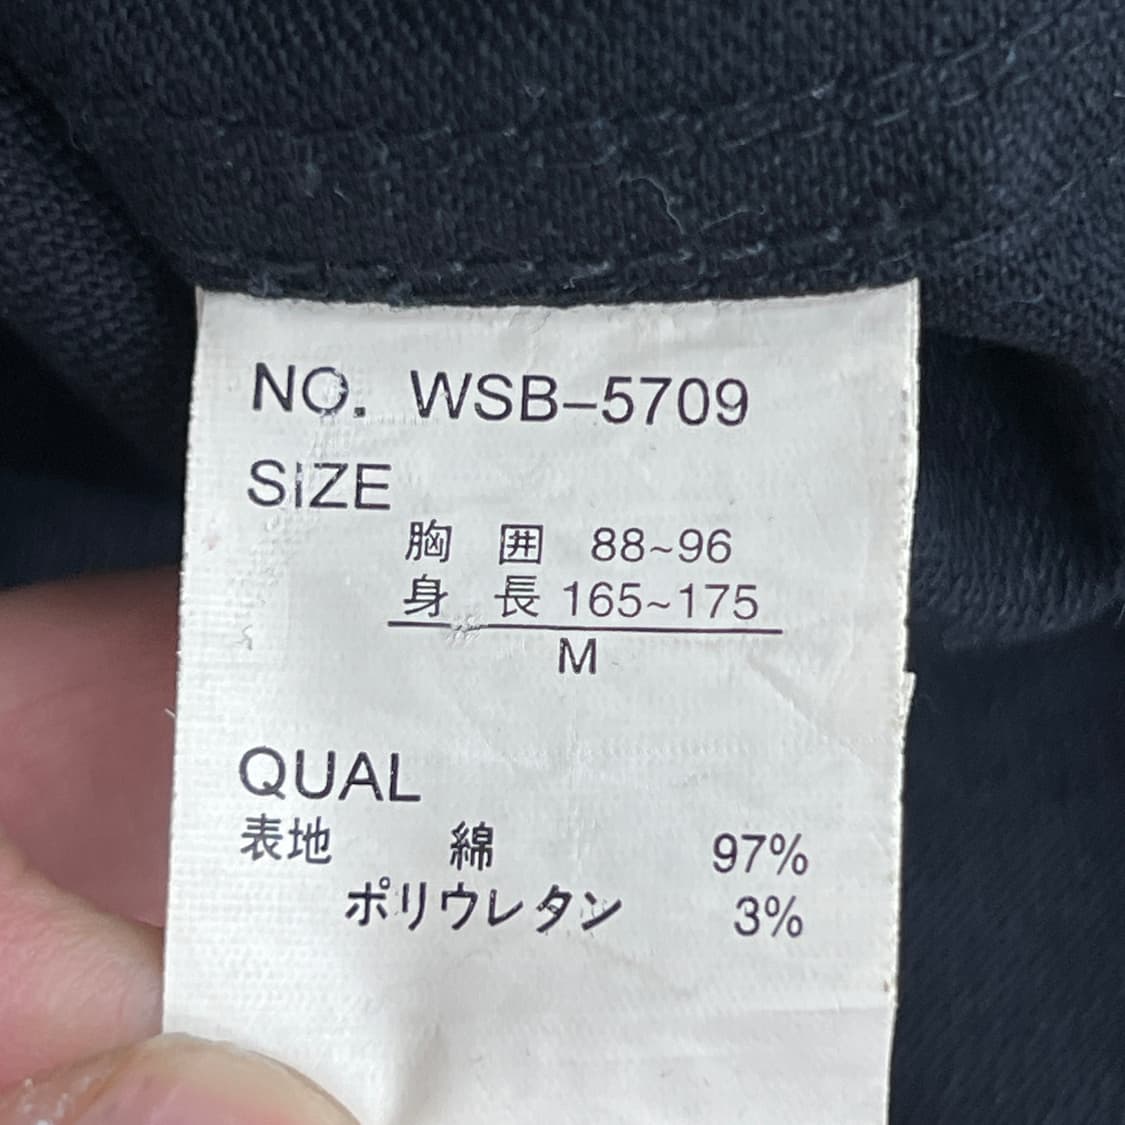 NO. WSB-5709
SIZE
胸 囲 88~96
身 長 165~175
M
QUAL
表地 綿 97%
ポリウレタン 3%